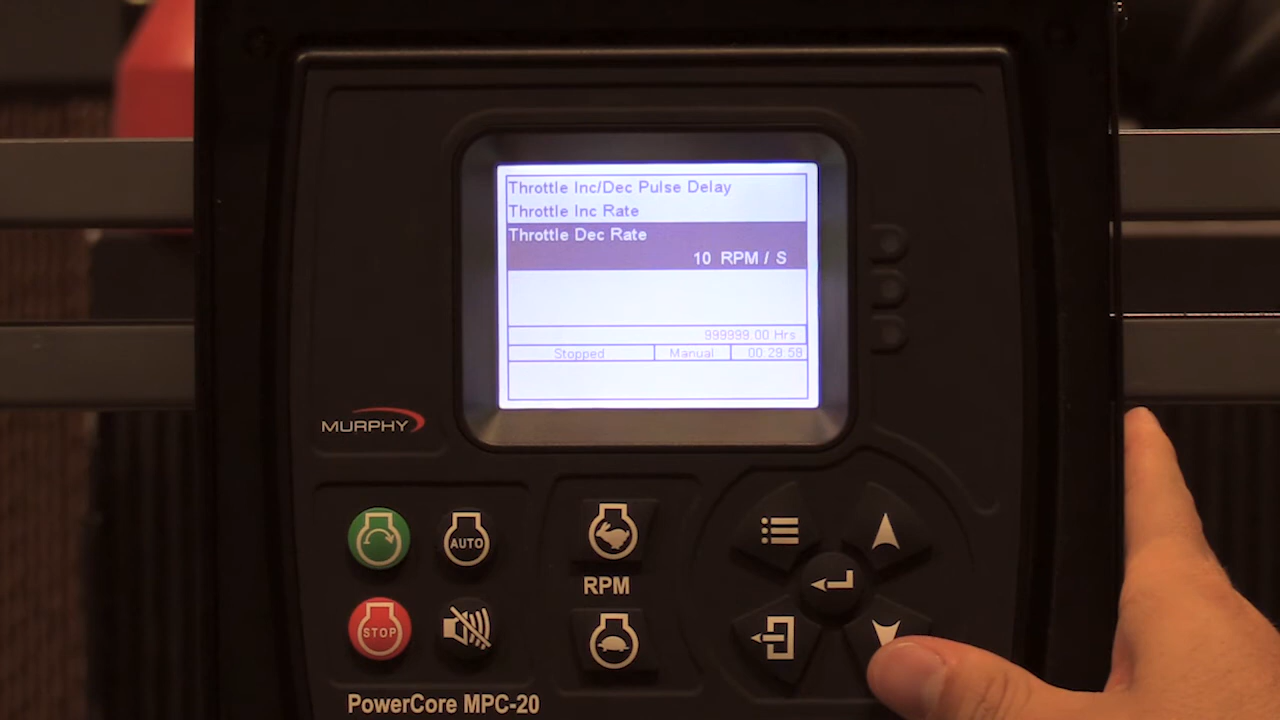 Throttle Inc/Dec Pulse Delay
Throttle Inc Rate
Throttle Dec Rate
10 RPM / S
999999.00 Hrs
Stopped Manual 00:29:58
MURPHY
AUTO
RPM
STOP
PowerCore MPC-20